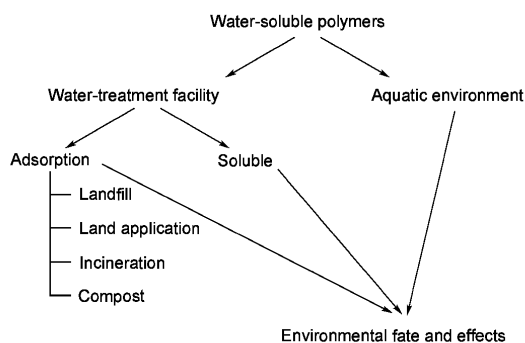 Water-soluble polymers
Water-treatment facility
Aquatic environment
Adsorption
Soluble
Landfill
Land application
Incineration
Compost
Environmental fate and effects